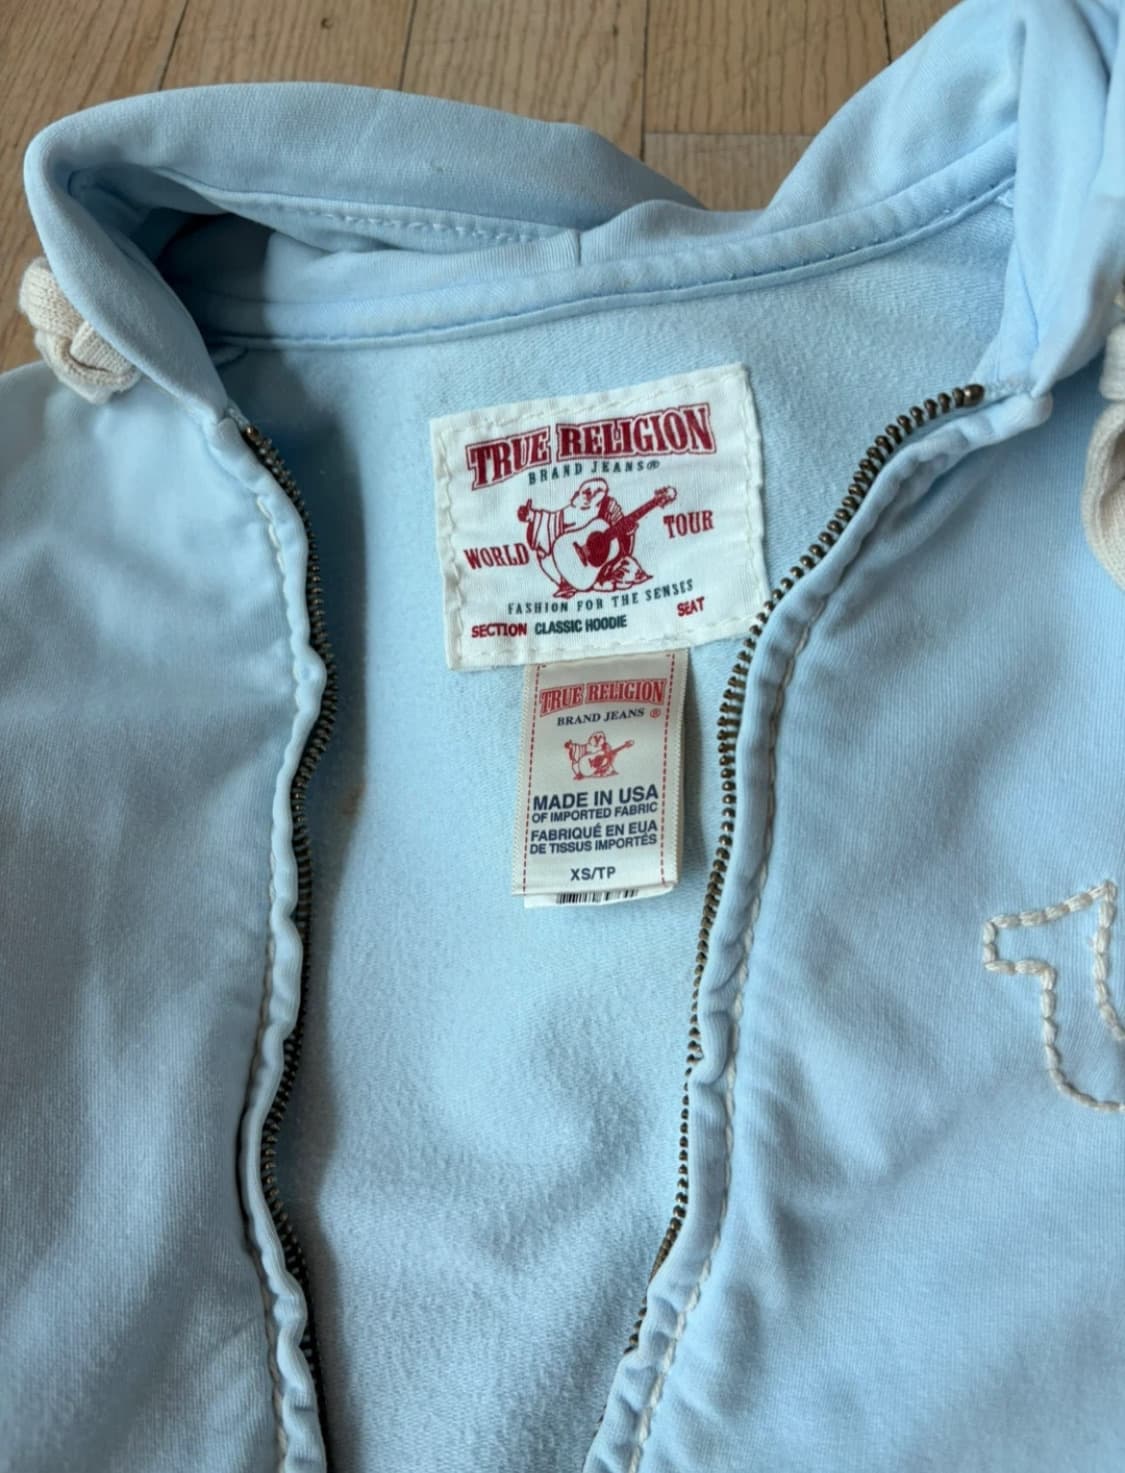 TRUE RELIGION
BRAND JEANS®
WORLD TOUR
FASHION FOR THE SENSES
SECTION CLASSIC HOODIE SEAT
TRUE RELIGION
BRAND JEANS ®
MADE IN USA
OF IMPORTED FABRIC
FABRIQUÉ EN EUA
DE TISSUS IMPORTÉS
XS/TP